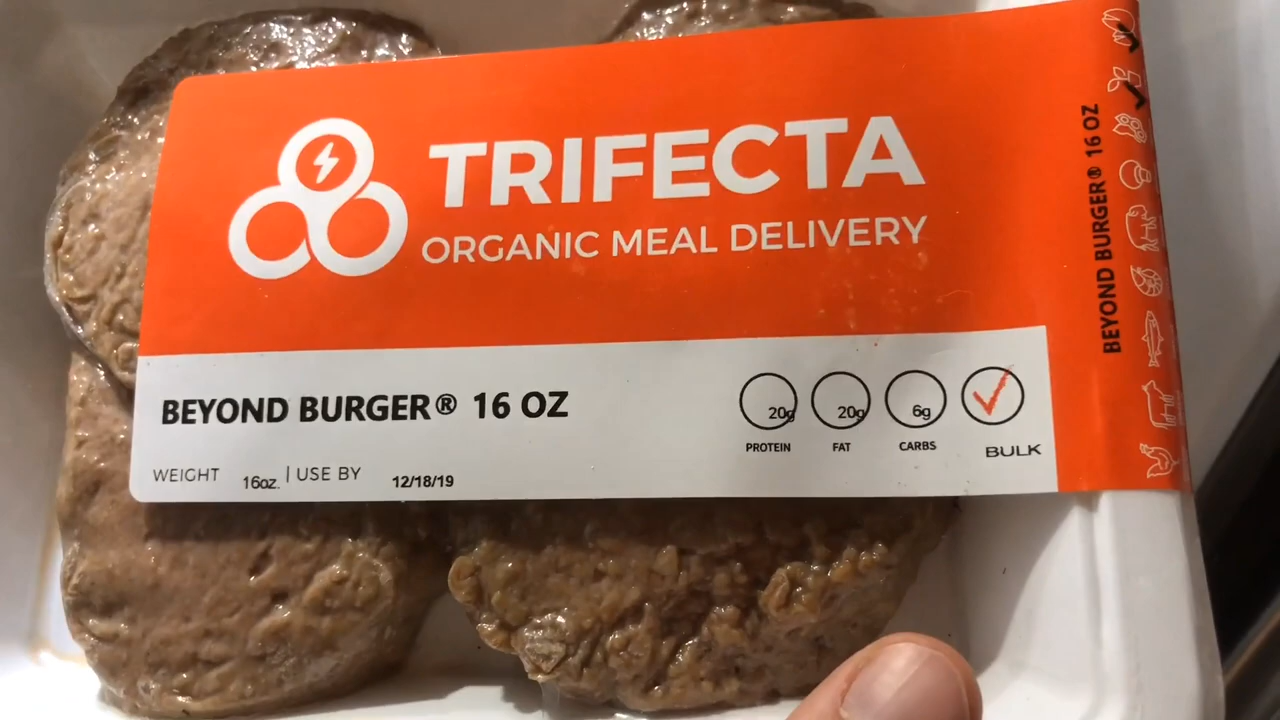 TRIFECTA
ORGANIC MEAL DELIVERY
BEYOND BURGER® 16 OZ
20g 20g 6g
PROTEIN FAT CARBS BULK
WEIGHT 16oz. | USE BY 12/18/19
BEYOND BURGER® 16 OZ